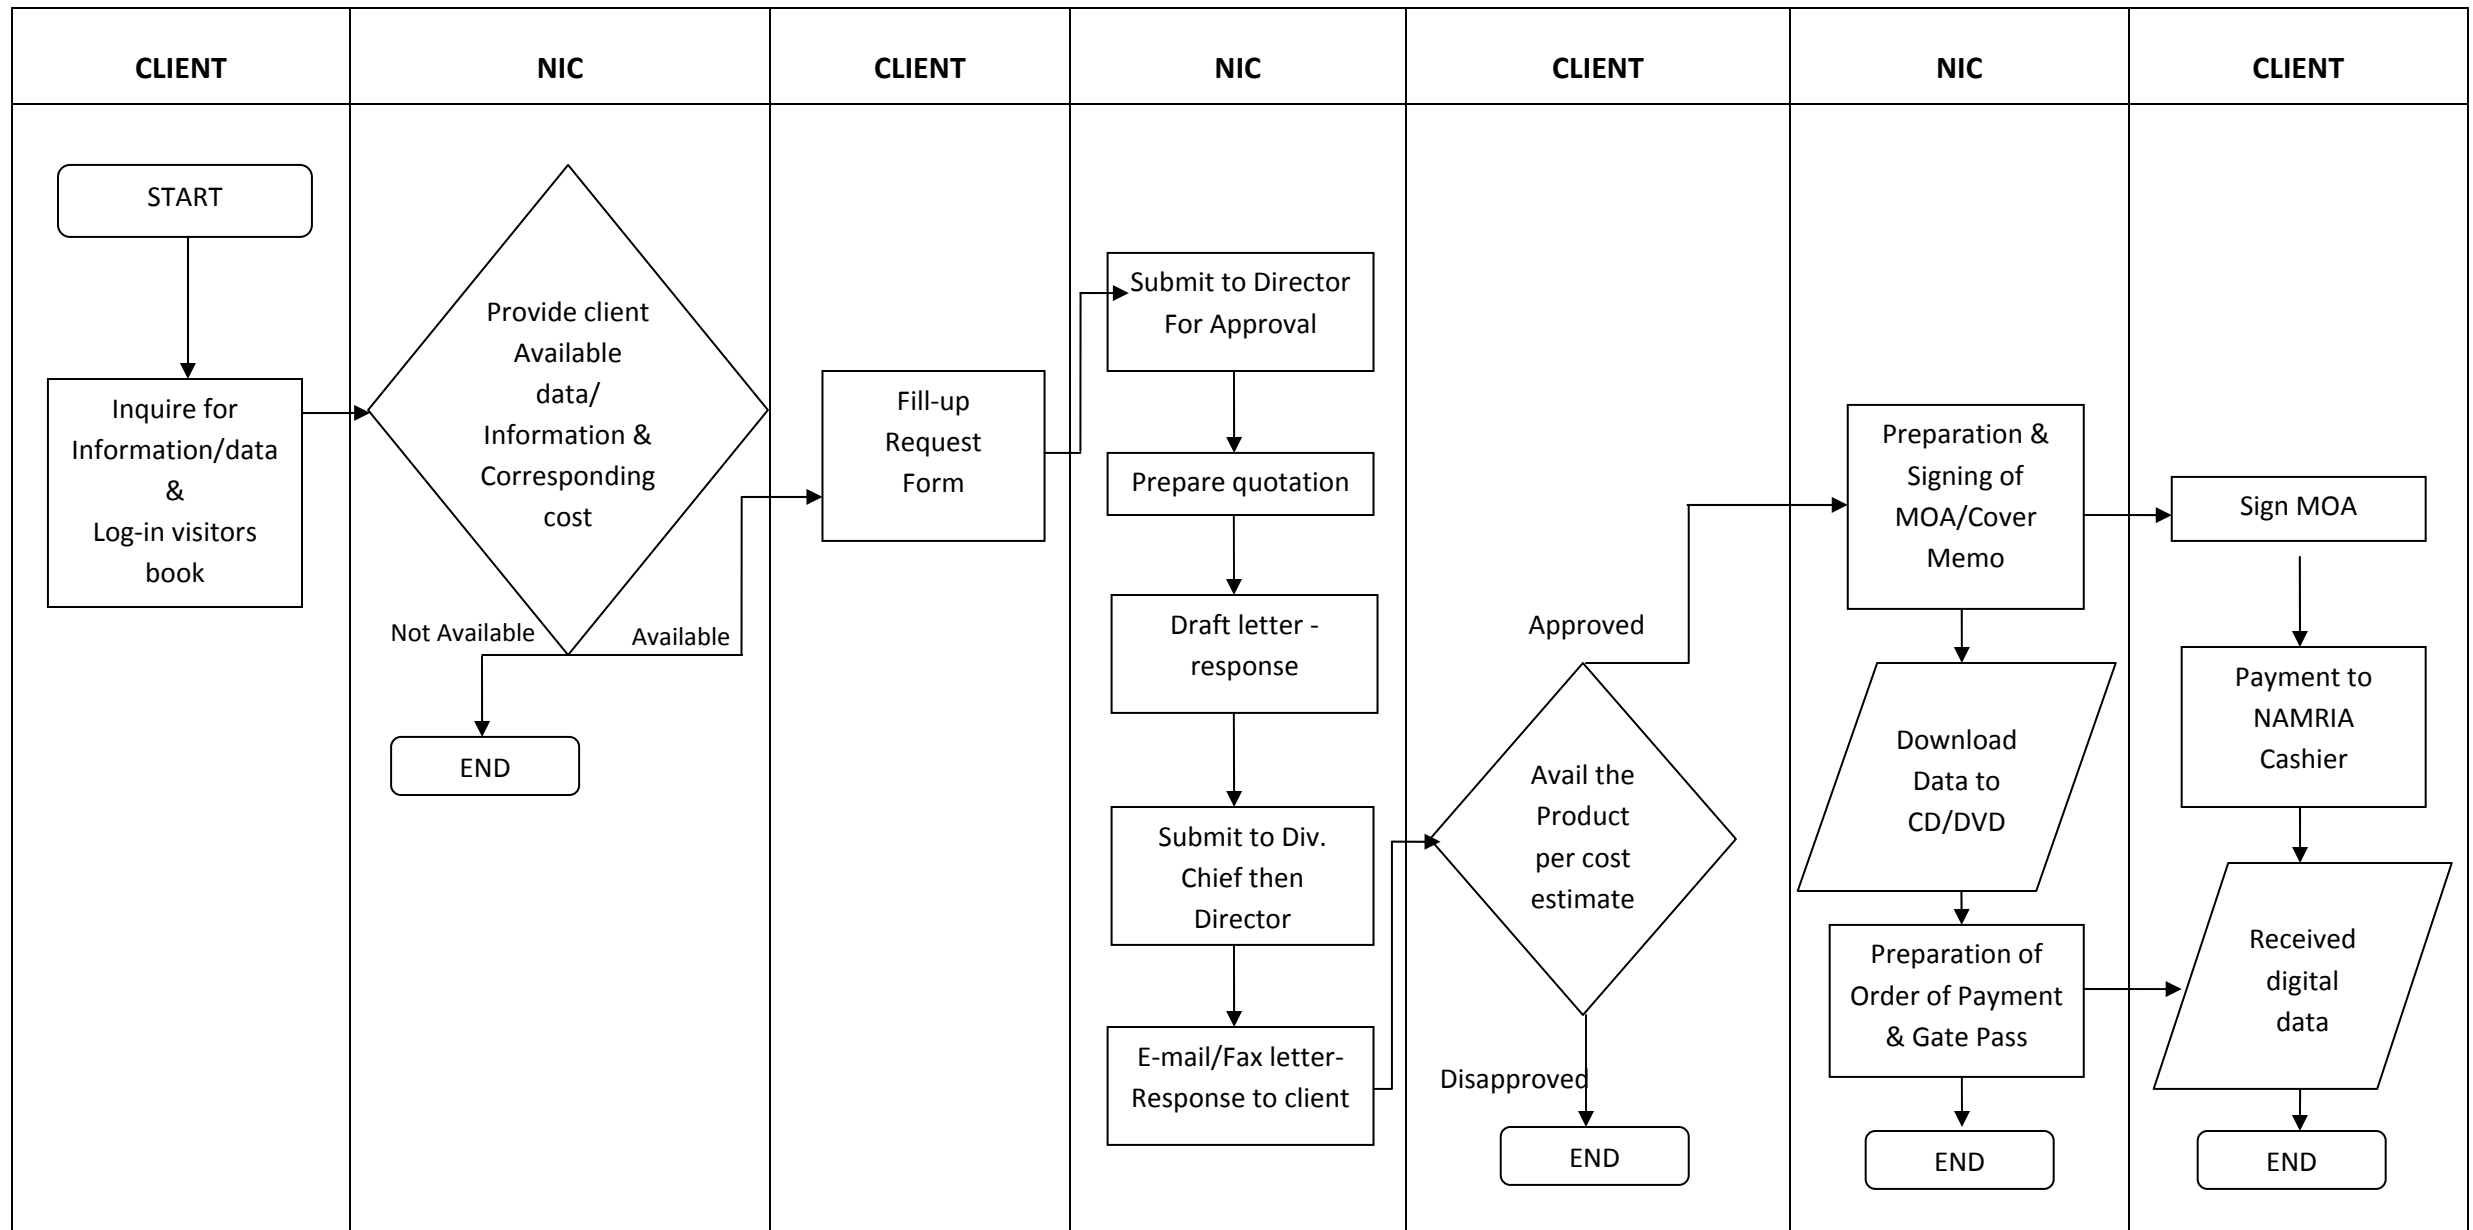 CLIENT
NIC
CLIENT
NIC
CLIENT
NIC
CLIENT
START
Inquire for
Information/data
&
Log-in visitors
book
Provide client
Available
data/
Information &
Corresponding
cost
Not Available
Available
END
Fill-up
Request
Form
Submit to Director
For Approval
Prepare quotation
Draft letter -
response
Submit to Div.
Chief then
Director
E-mail/Fax letter-
Response to client
Approved
Avail the
Product
per cost
estimate
Disapproved
END
Preparation &
Signing of
MOA/Cover
Memo
Download
Data to
CD/DVD
Preparation of
Order of Payment
& Gate Pass
END
Sign MOA
Payment to
NAMRIA
Cashier
Received
digital
data
END